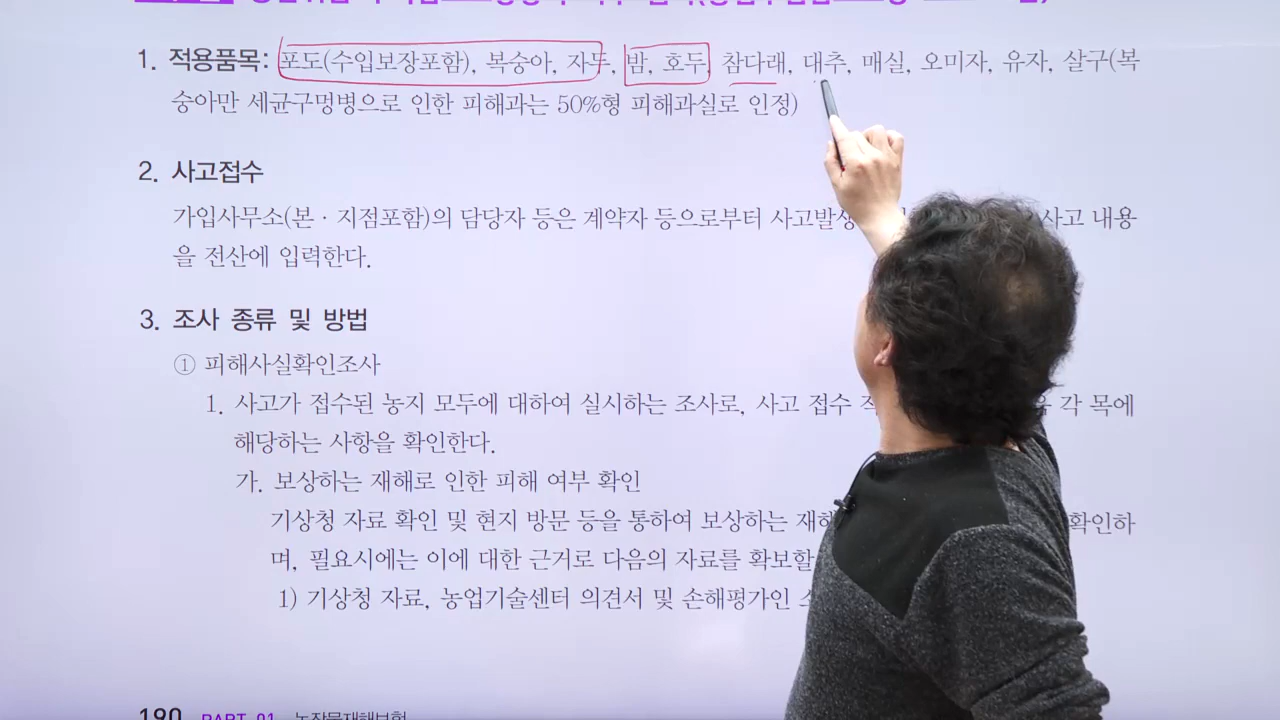 1. 적용품목: 포도(수입보장포함), 복숭아, 자두, 밤, 호두, 참다래, 대추, 매실, 오미자, 유자, 살구(복
숭아만 세균구멍병으로 인한 피해과는 50%형 피해과실로 인정)
2. 사고접수
가입사무소(본 · 지점포함)의 담당자 등은 계약자 등으로부터 사고발생 사고 내용
을 전산에 입력한다.
3. 조사 종류 및 방법
① 피해사실확인조사
1. 사고가 접수된 농지 모두에 대하여 실시하는 조사로, 사고 접수 각 목에
해당하는 사항을 확인한다.
가. 보상하는 재해로 인한 피해 여부 확인
기상청 자료 확인 및 현지 방문 등을 통하여 보상하는 확인하
며, 필요시에는 이에 대한 근거로 다음의 자료를 확보할
1) 기상청 자료, 농업기술센터 의견서 및 손해평가인
190 PART 01 농작물재해보험